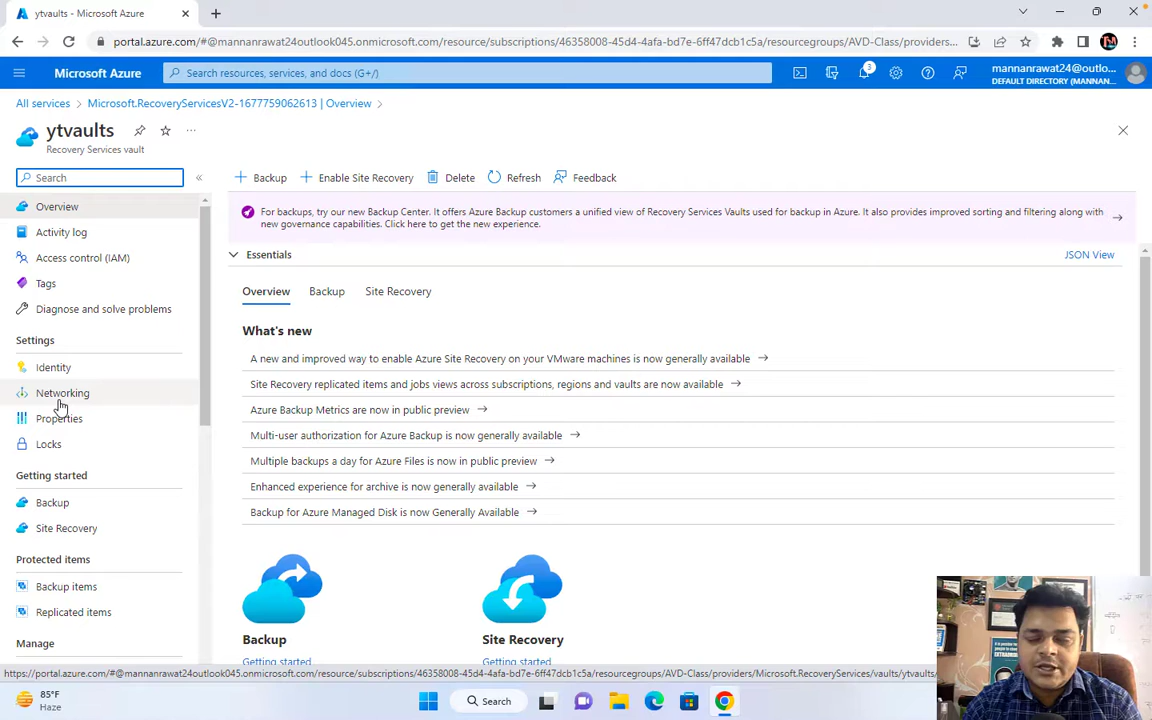 ytvaults - Microsoft Azure
portal.azure.com/#@mannanrawat24outlook045.onmicrosoft.com/resource/subscriptions/46358008-45d4-4afa-bd7e-6ff47dcb1c5a/resourcegroups/AVD-Class/providers...
Microsoft Azure
Search resources, services, and docs (G+/)
3
mannanrawat24@outlo...
DEFAULT DIRECTORY (MANNAN...
All services
Microsoft.RecoveryServicesV2-1677759062613 | Overview
ytvaults
Recovery Services vault
Search
Backup
Enable Site Recovery
Delete
Refresh
Feedback
For backups, try our new Backup Center. It offers Azure Backup customers a unified view of Recovery Services Vaults used for backup in Azure. It also provides improved sorting and filtering along with
new governance capabilities. Click here to get the new experience.
Overview
Activity log
Access control (IAM)
Tags
Diagnose and solve problems
Settings
Identity
Networking
Properties
Locks
Getting started
Backup
Site Recovery
Protected items
Backup items
Replicated items
Manage
Essentials
JSON View
Overview
Backup
Site Recovery
What's new
A new and improved way to enable Azure Site Recovery on your VMware machines is now generally available
Site Recovery replicated items and jobs views across subscriptions, regions and vaults are now available
Azure Backup Metrics are now in public preview
Multi-user authorization for Azure Backup is now generally available
Multiple backups a day for Azure Files is now in public preview
Enhanced experience for archive is now generally available
Backup for Azure Managed Disk is now Generally Available
Backup
Getting started
Site Recovery
Getting started
https://portal.azure.com/#@mannanrawat24outlook045.onmicrosoft.com/resource/subscriptions/46358008-45d4-4afa-bd7e-6ff47dcb1c5a/resourcegroups/AVD-Class/providers/Microsoft.RecoveryServices/vaults/ytvaults/
85°F
Haze
Search